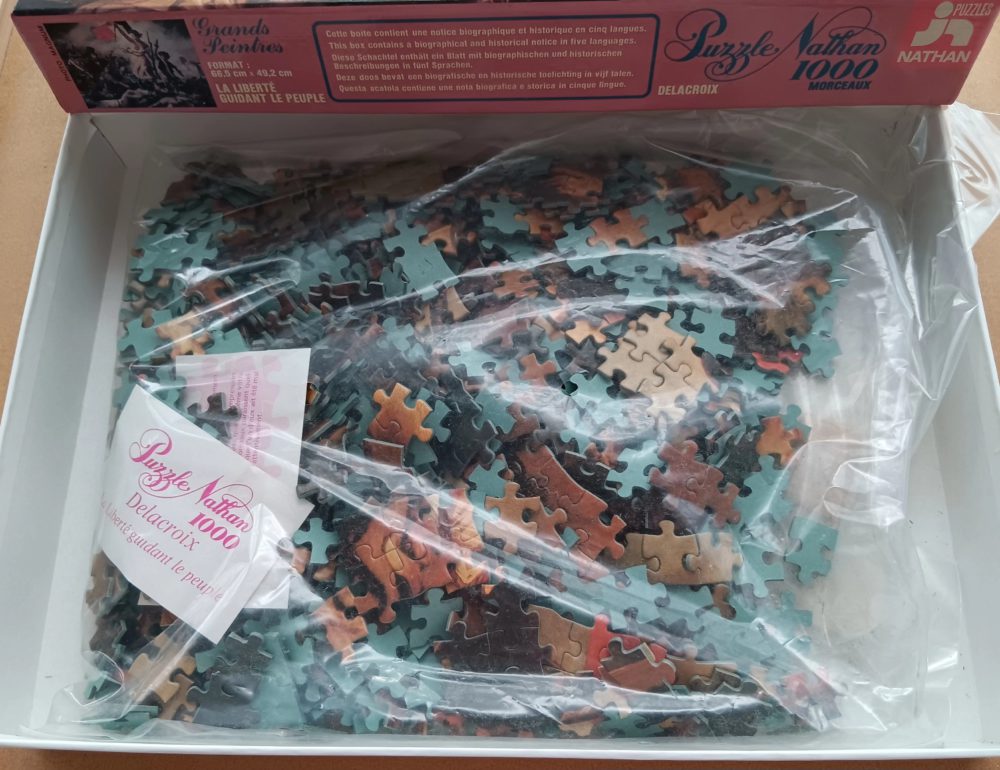 PHOTO MAGNUM
Grands
Peintres
FORMAT :
66,5 cm x 49,2 cm
LA LIBERTÉ
GUIDANT LE PEUPLE
Cette boite contient une notice biographique et historique en cinq langues.
This box contains a biographical and historical notice in five languages.
Diese Schachtel enthält ein Blatt mit biographischen und historischen
Beschreibungen in fünf Sprachen.
Deze doos bevat een biografische en historische toelichting in vijf talen.
Questa scatola contiene una nota biografica e storica in cinque lingue.
DELACROIX
Puzzle Nathan
1000
MORCEAUX
PUZZLES
NATHAN
Puzzle Nathan
1000
Delacroix
Liberté guidant le peuple